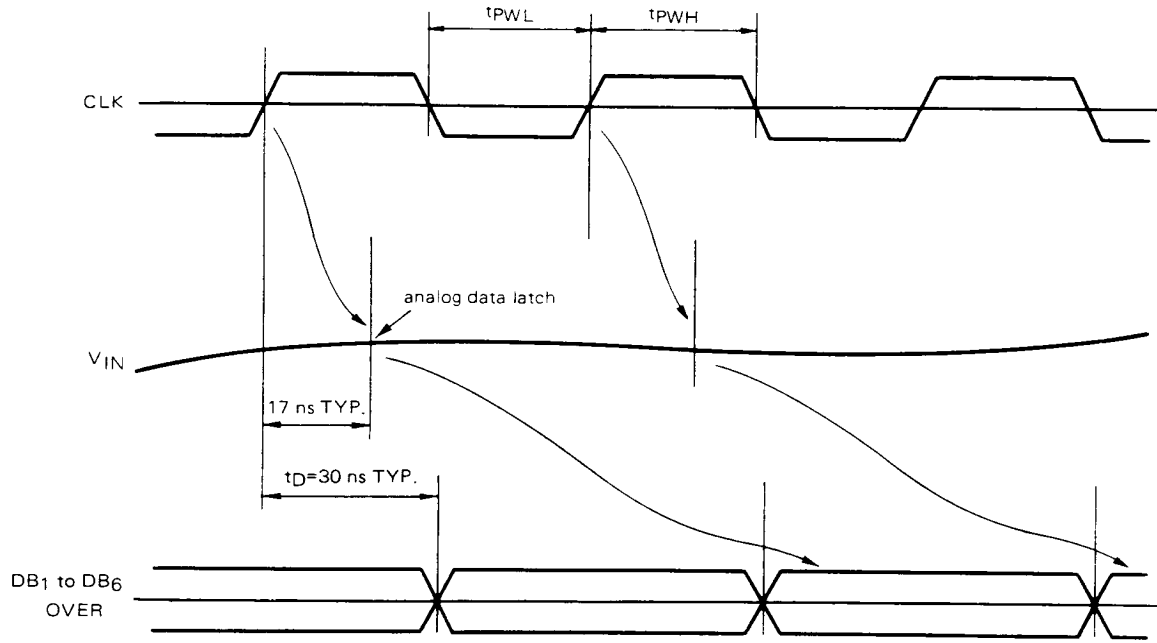 tPWL
tPWH
CLK
analog data latch
VIN
17 ns TYP.
tD=30 ns TYP.
DB1 to DB6
OVER